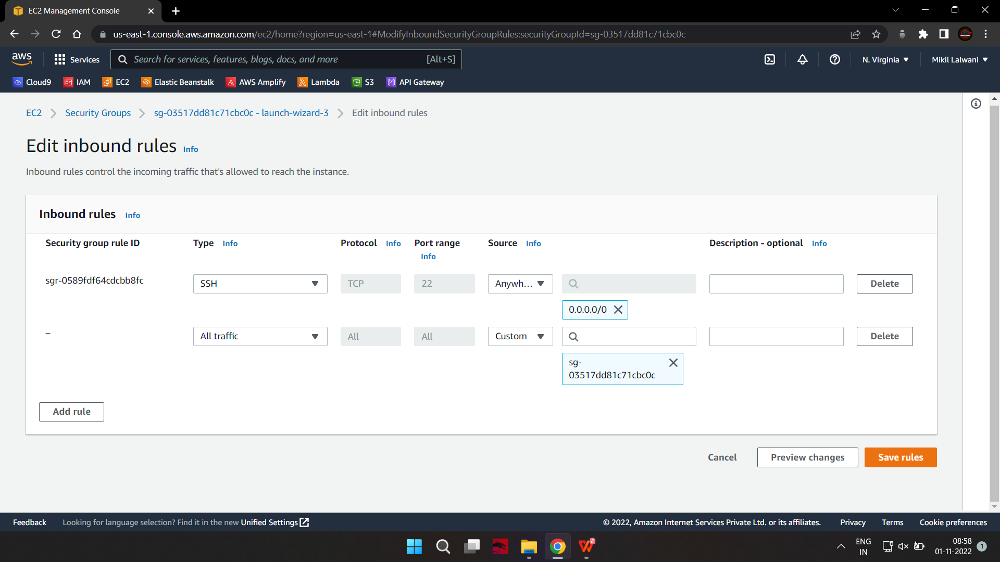 EC2 Management Console
us-east-1.console.aws.amazon.com/ec2/home?region=us-east-1#ModifyInboundSecurityGroupRules:securityGroupId=sg-03517dd81c71cbc0c
aws
Services
Search for services, features, blogs, docs, and more
[Alt+S]
N. Virginia
Mikil Lalwani
Cloud9
IAM
EC2
Elastic Beanstalk
AWS Amplify
Lambda
S3
API Gateway
EC2
Security Groups
sg-03517dd81c71cbc0c - launch-wizard-3
Edit inbound rules
Edit inbound rules Info
Inbound rules control the incoming traffic that's allowed to reach the instance.
Inbound rules Info
Security group rule ID
Type Info
Protocol Info
Port range
Info
Source Info
Description - optional Info
sgr-0589fdf64cdcbb8fc
SSH
TCP
22
Anywh...
Delete
0.0.0.0/0
–
All traffic
All
All
Custom
Delete
sg-
03517dd81c71cbc0c
Add rule
Cancel
Preview changes
Save rules
Feedback
Looking for language selection? Find it in the new Unified Settings
© 2022, Amazon Internet Services Private Ltd. or its affiliates.
Privacy
Terms
Cookie preferences
ENG
IN
08:58
01-11-2022
1